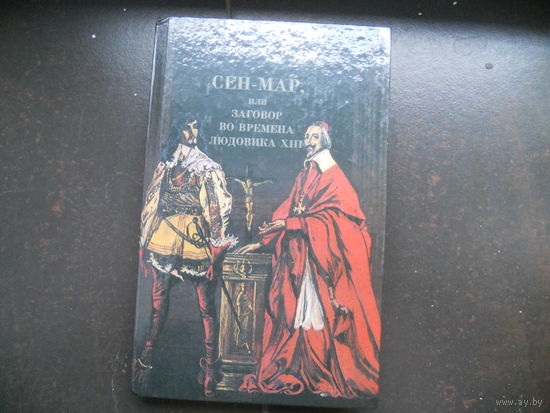 СЕН-МАР,
или
ЗАГОВОР
ВО ВРЕМЕНА
ЛЮДОВИКА XIII
www.ay.by